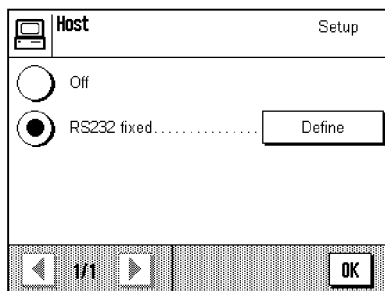 Host Setup
Off
RS232 fixed............... Define
1/1 OK